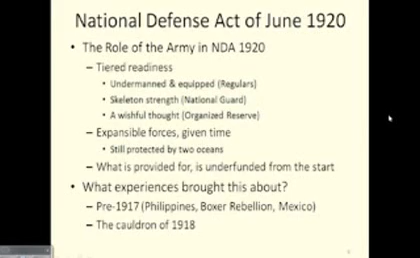 National Defense Act of June 1920
• The Role of the Army in NDA 1920
– Tiered readiness
• Undermanned & equipped (Regulars)
• Skeleton strength (National Guard)
• A wishful thought (Organized Reserve)
– Expansible forces, given time
• Still protected by two oceans
– What is provided for, is underfunded from the start
• What experiences brought this about?
– Pre-1917 (Philippines, Boxer Rebellion, Mexico)
– The cauldron of 1918